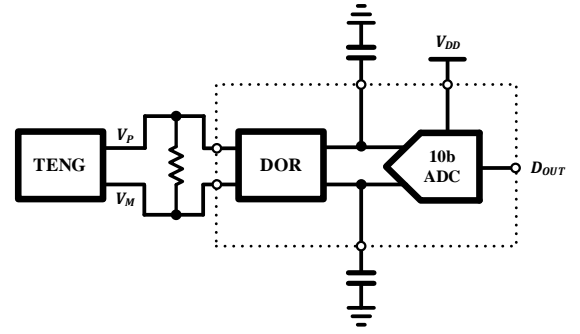 V_DD
V_P
TENG
V_M
DOR
10b
ADC
D_OUT